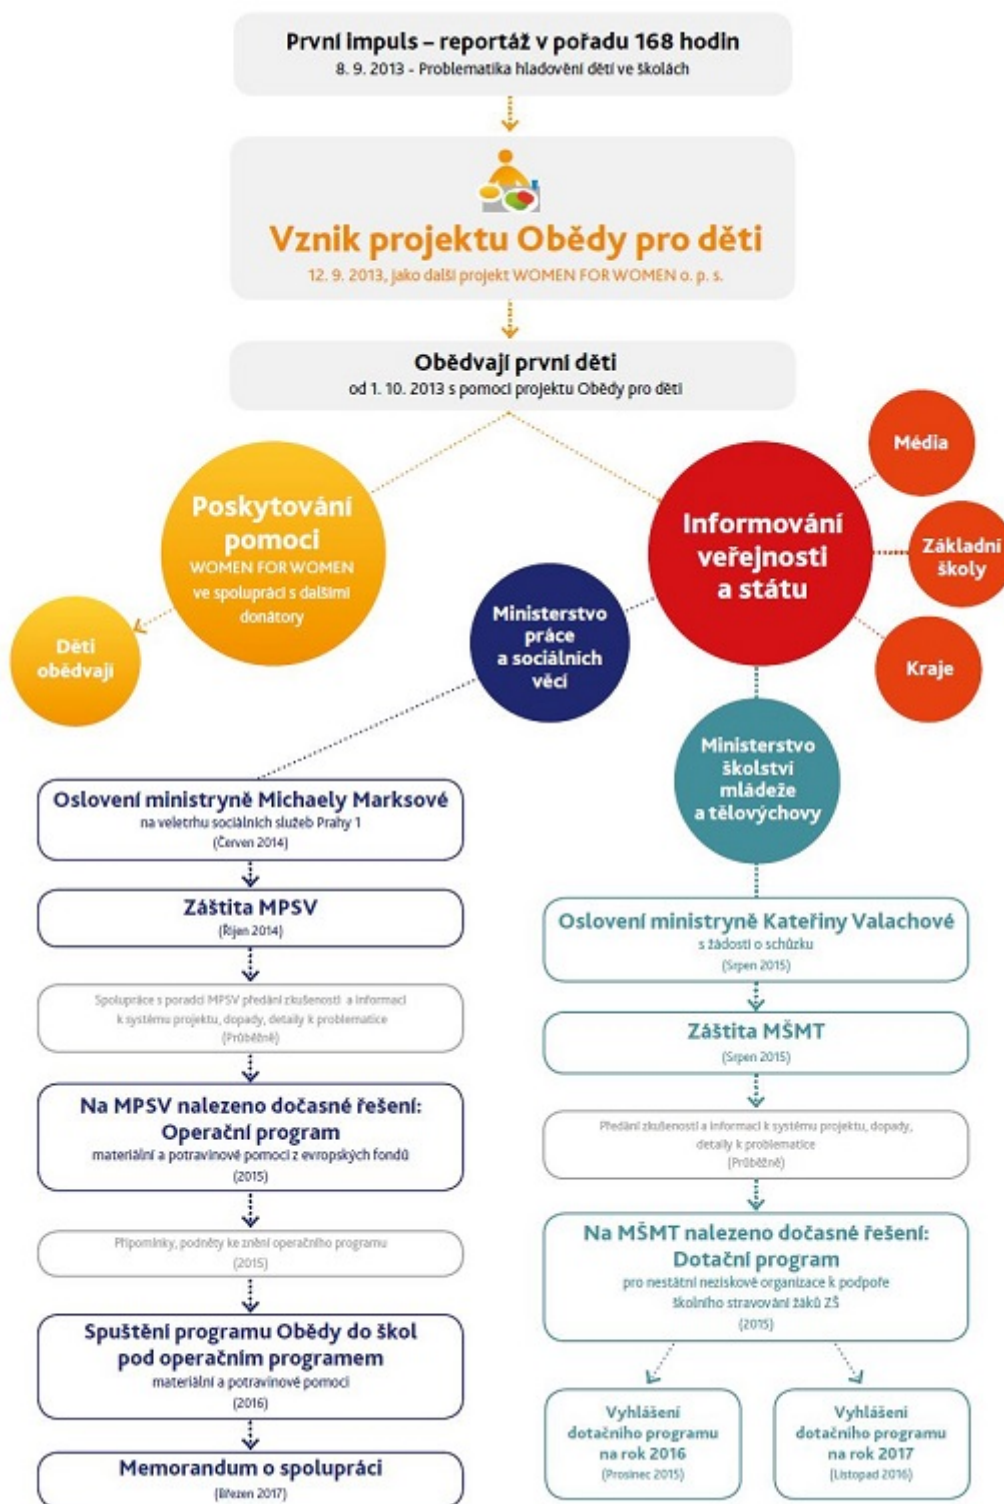 První impuls – reportáž v pořadu 168 hodin
8. 9. 2013 - Problematika hladovění dětí ve školách
Vznik projektu Obědy pro děti
12. 9. 2013, jako další projekt WOMEN FOR WOMEN o. p. s.
Obědvají první děti
od 1. 10. 2013 s pomocí projektu Obědy pro děti
Poskytování
pomoci
WOMEN FOR WOMEN
ve spolupráci s dalšími
donátory
Děti
obědvají
Informování
veřejnosti
a státu
Média
Základní
školy
Kraje
Ministerstvo
práce
a sociálních
věcí
Ministerstvo
školství
mládeže
a tělovýchovy
Oslovení ministryně Michaely Marksové
na veletrhu sociálních služeb Prahy 1
(Červen 2014)
Záštita MPSV
(Říjen 2014)
Spolupráce s poradci MPSV předání zkušeností a informací
k systému projektu, dopady, detaily k problematice
(Průběžně)
Na MPSV nalezeno dočasné řešení:
Operační program
materiální a potravinové pomoci z evropských fondů
(2015)
Připomínky, podněty ke znění operačního programu
(2015)
Spuštění programu Obědy do škol
pod operačním programem
materiální a potravinové pomoci
(2016)
Memorandum o spolupráci
(Březen 2017)
Oslovení ministryně Kateřiny Valachové
s žádostí o schůzku
(Srpen 2015)
Záštita MŠMT
(Srpen 2015)
Předání zkušeností a informací k systému projektu, dopady,
detaily k problematice
(Průběžně)
Na MŠMT nalezeno dočasné řešení:
Dotační program
pro nestátní neziskové organizace k podpoře
školního stravování žáků ZŠ
(2015)
Vyhlášení
dotačního programu
na rok 2016
(Prosinec 2015)
Vyhlášení
dotačního programu
na rok 2017
(Listopad 2016)